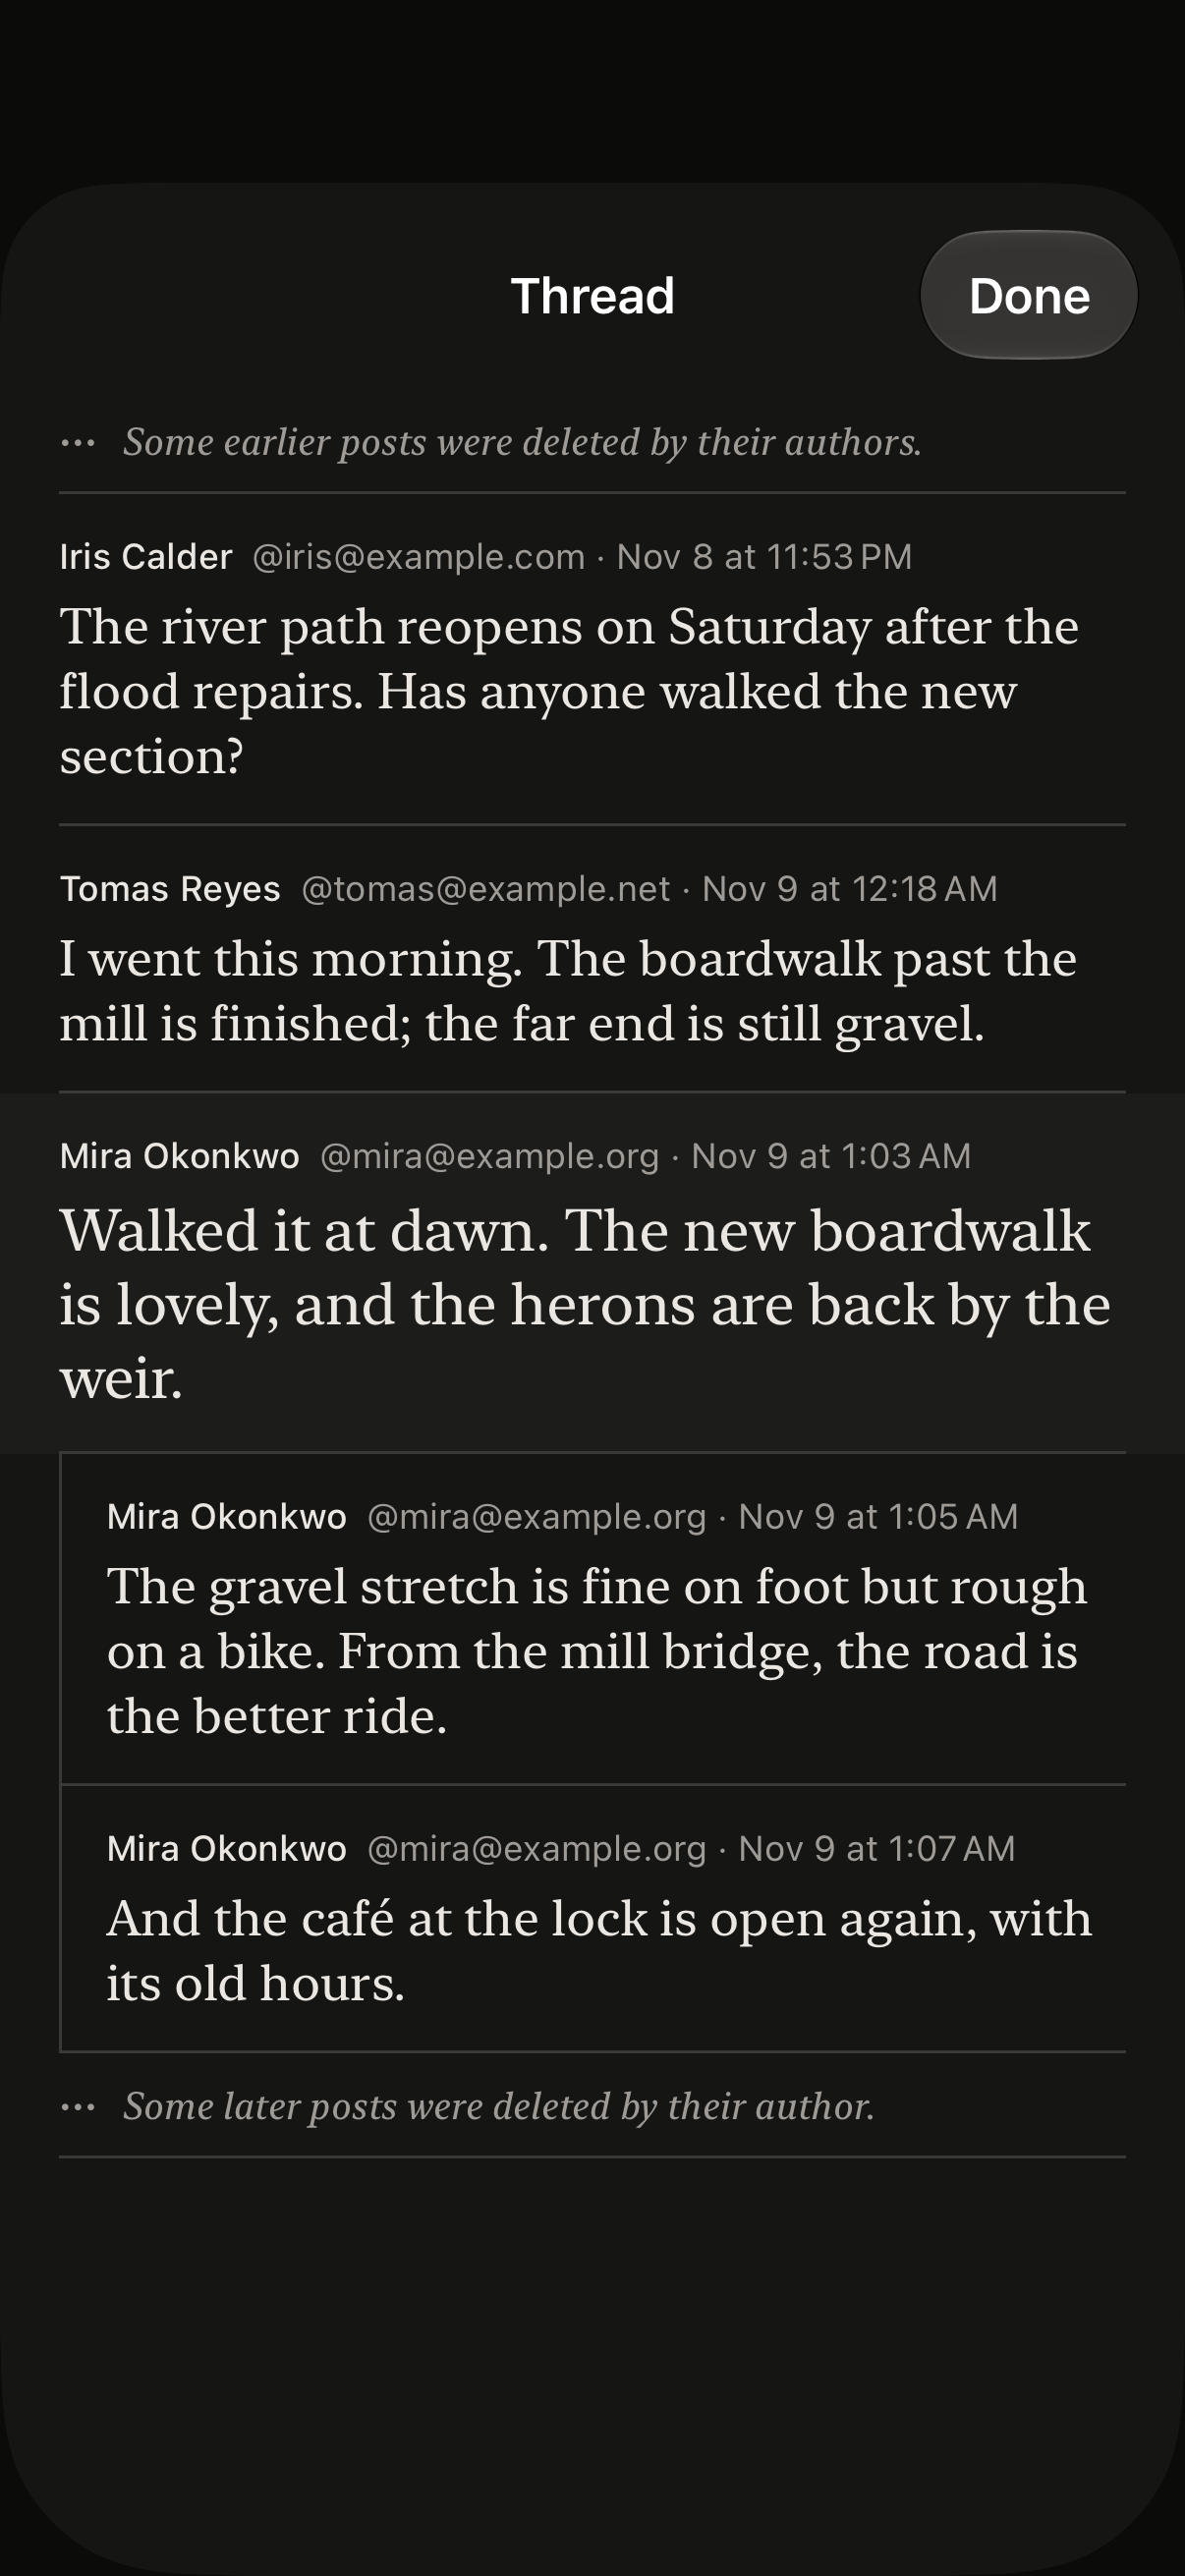 Thread
Done
··· Some earlier posts were deleted by their authors.
Iris Calder @iris@example.com · Nov 8 at 11:53 PM
The river path reopens on Saturday after the
flood repairs. Has anyone walked the new
section?
Tomas Reyes @tomas@example.net · Nov 9 at 12:18 AM
I went this morning. The boardwalk past the
mill is finished; the far end is still gravel.
Mira Okonkwo @mira@example.org · Nov 9 at 1:03 AM
Walked it at dawn. The new boardwalk
is lovely, and the herons are back by the
weir.
Mira Okonkwo @mira@example.org · Nov 9 at 1:05 AM
The gravel stretch is fine on foot but rough
on a bike. From the mill bridge, the road is
the better ride.
Mira Okonkwo @mira@example.org · Nov 9 at 1:07 AM
And the café at the lock is open again, with
its old hours.
··· Some later posts were deleted by their author.